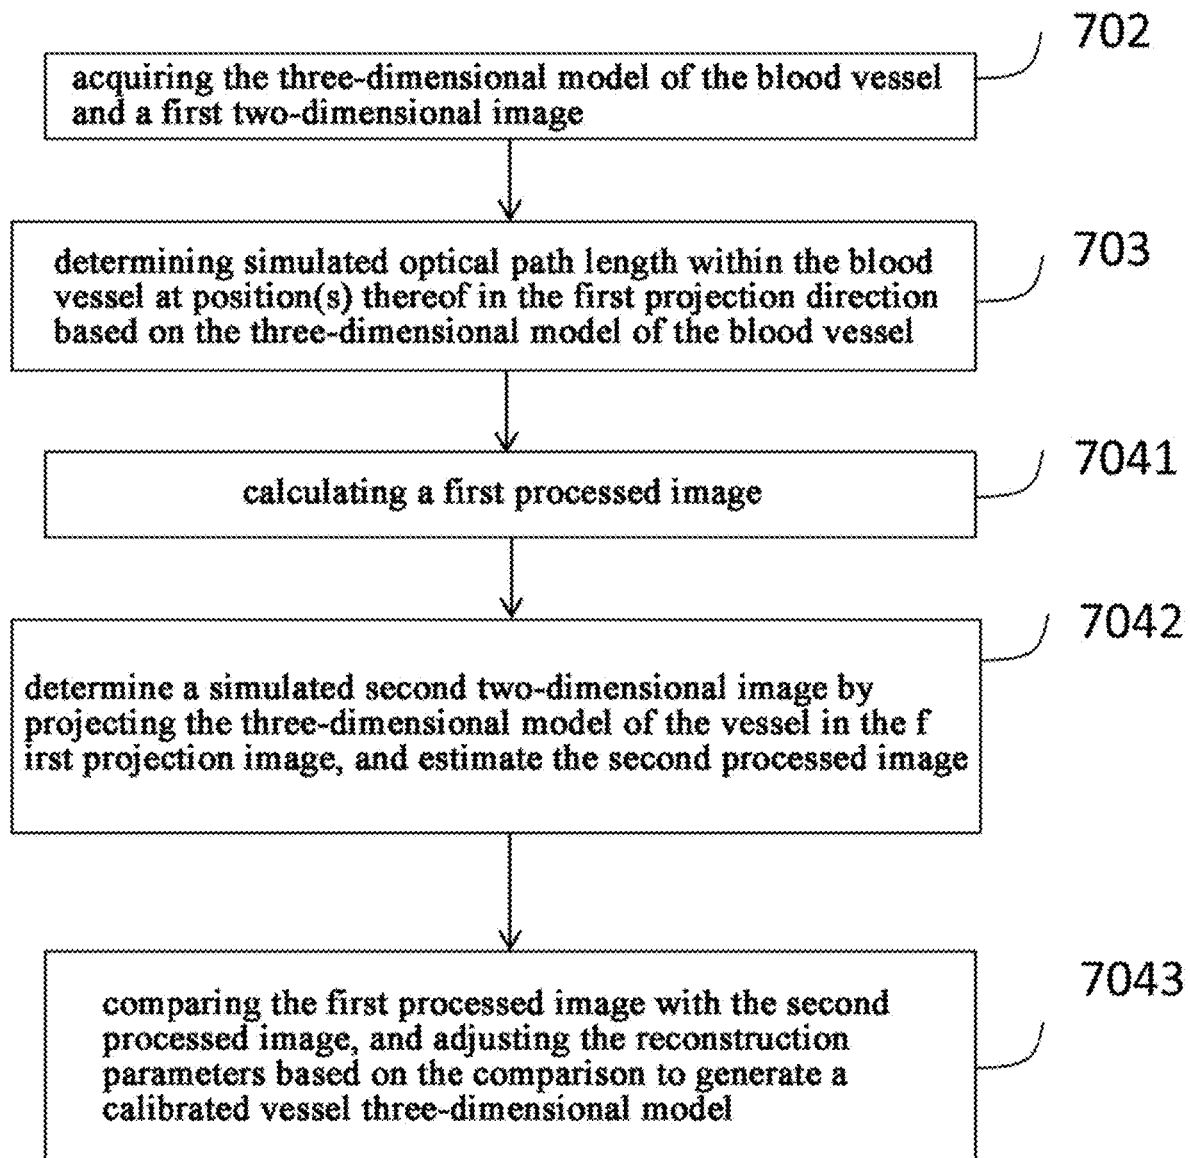 702
acquiring the three-dimensional model of the blood vessel
and a first two-dimensional image
703
determining simulated optical path length within the blood
vessel at position(s) thereof in the first projection direction
based on the three-dimensional model of the blood vessel
7041
calculating a first processed image
7042
determine a simulated second two-dimensional image by
projecting the three-dimensional model of the vessel in the f
irst projection image, and estimate the second processed image
7043
comparing the first processed image with the second
processed image, and adjusting the reconstruction
parameters based on the comparison to generate a
calibrated vessel three-dimensional model